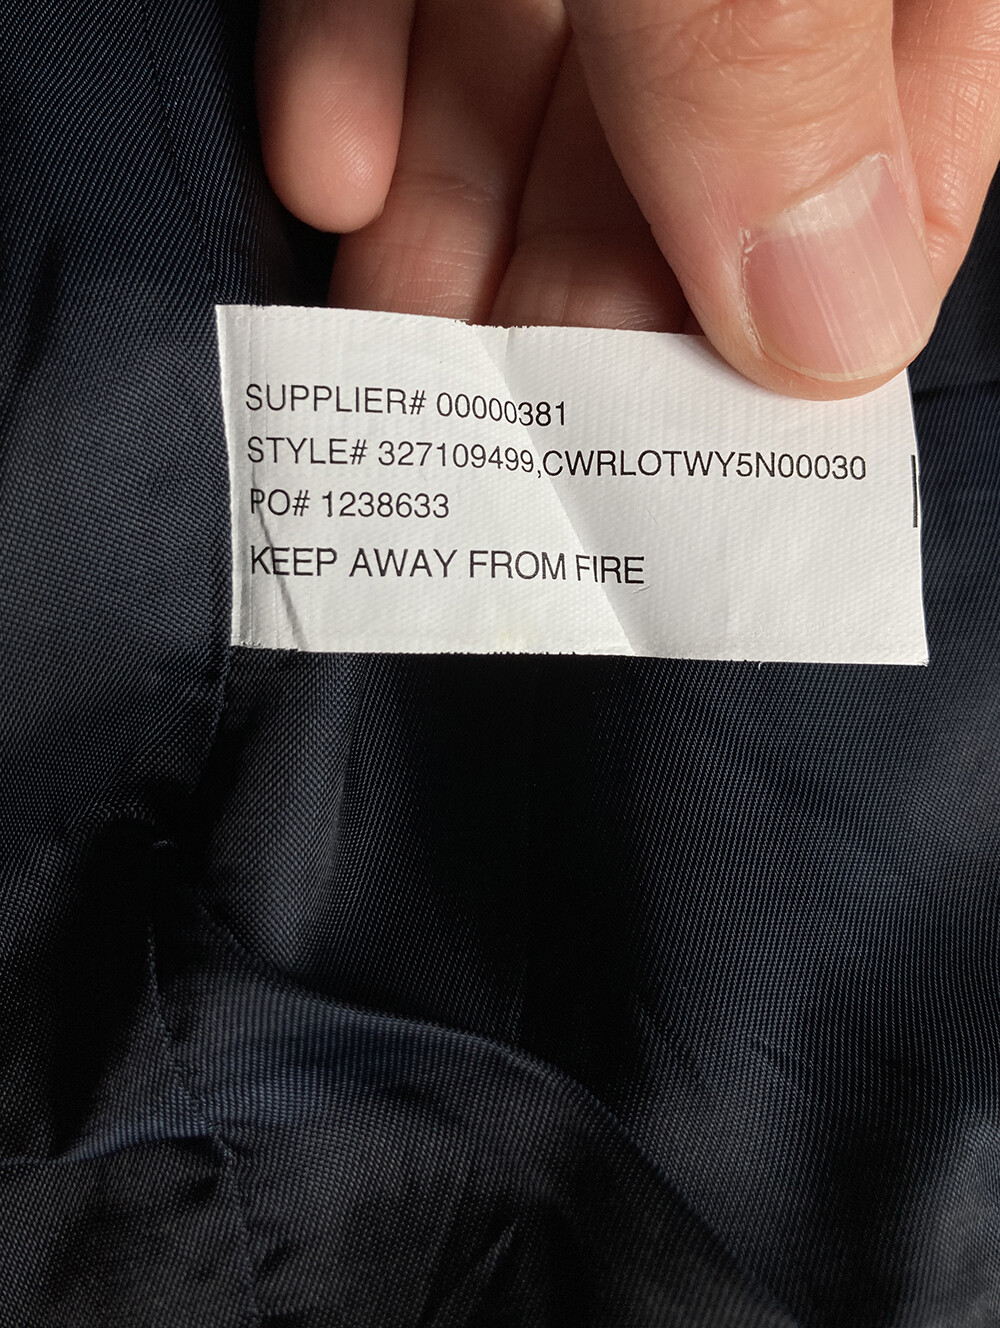 SUPPLIER# 00000381
STYLE# 327109499,CWRLOTWY5N00030
PO# 1238633
KEEP AWAY FROM FIRE